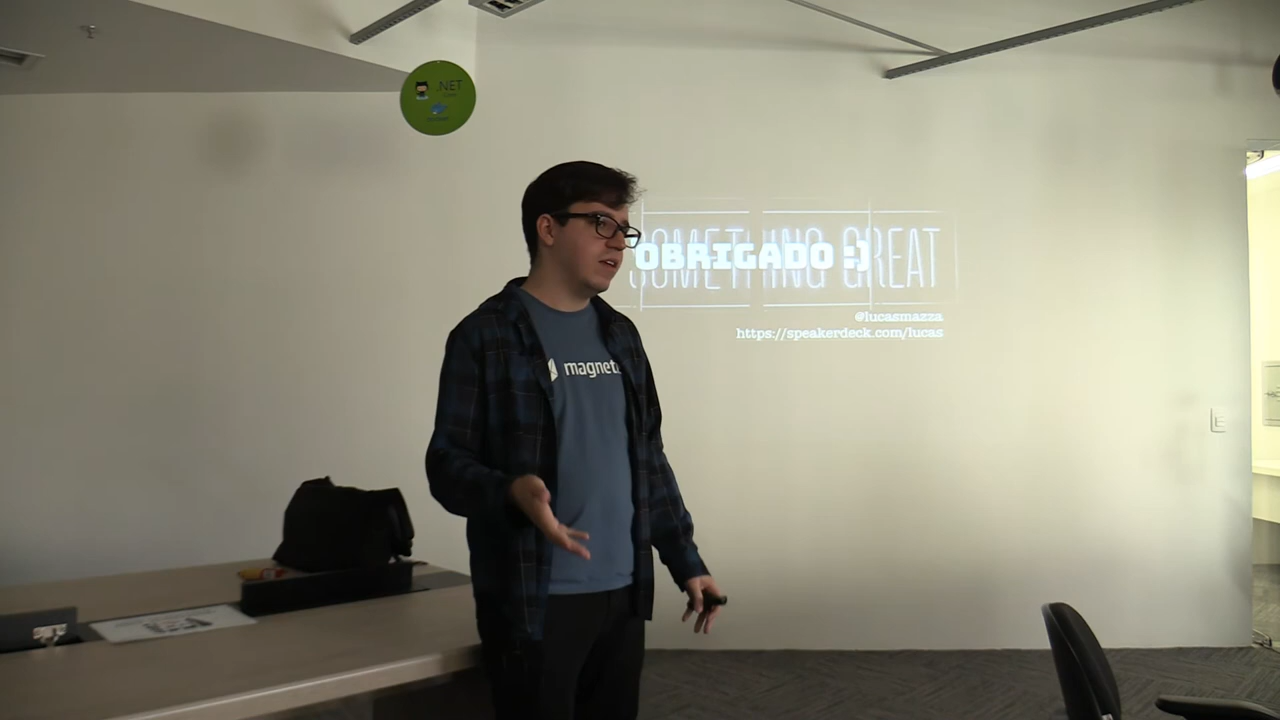 .NET
SOMETHING GREAT
OBRIGADO :)
@lucasmazza
https://speakerdeck.com/lucas
magnet